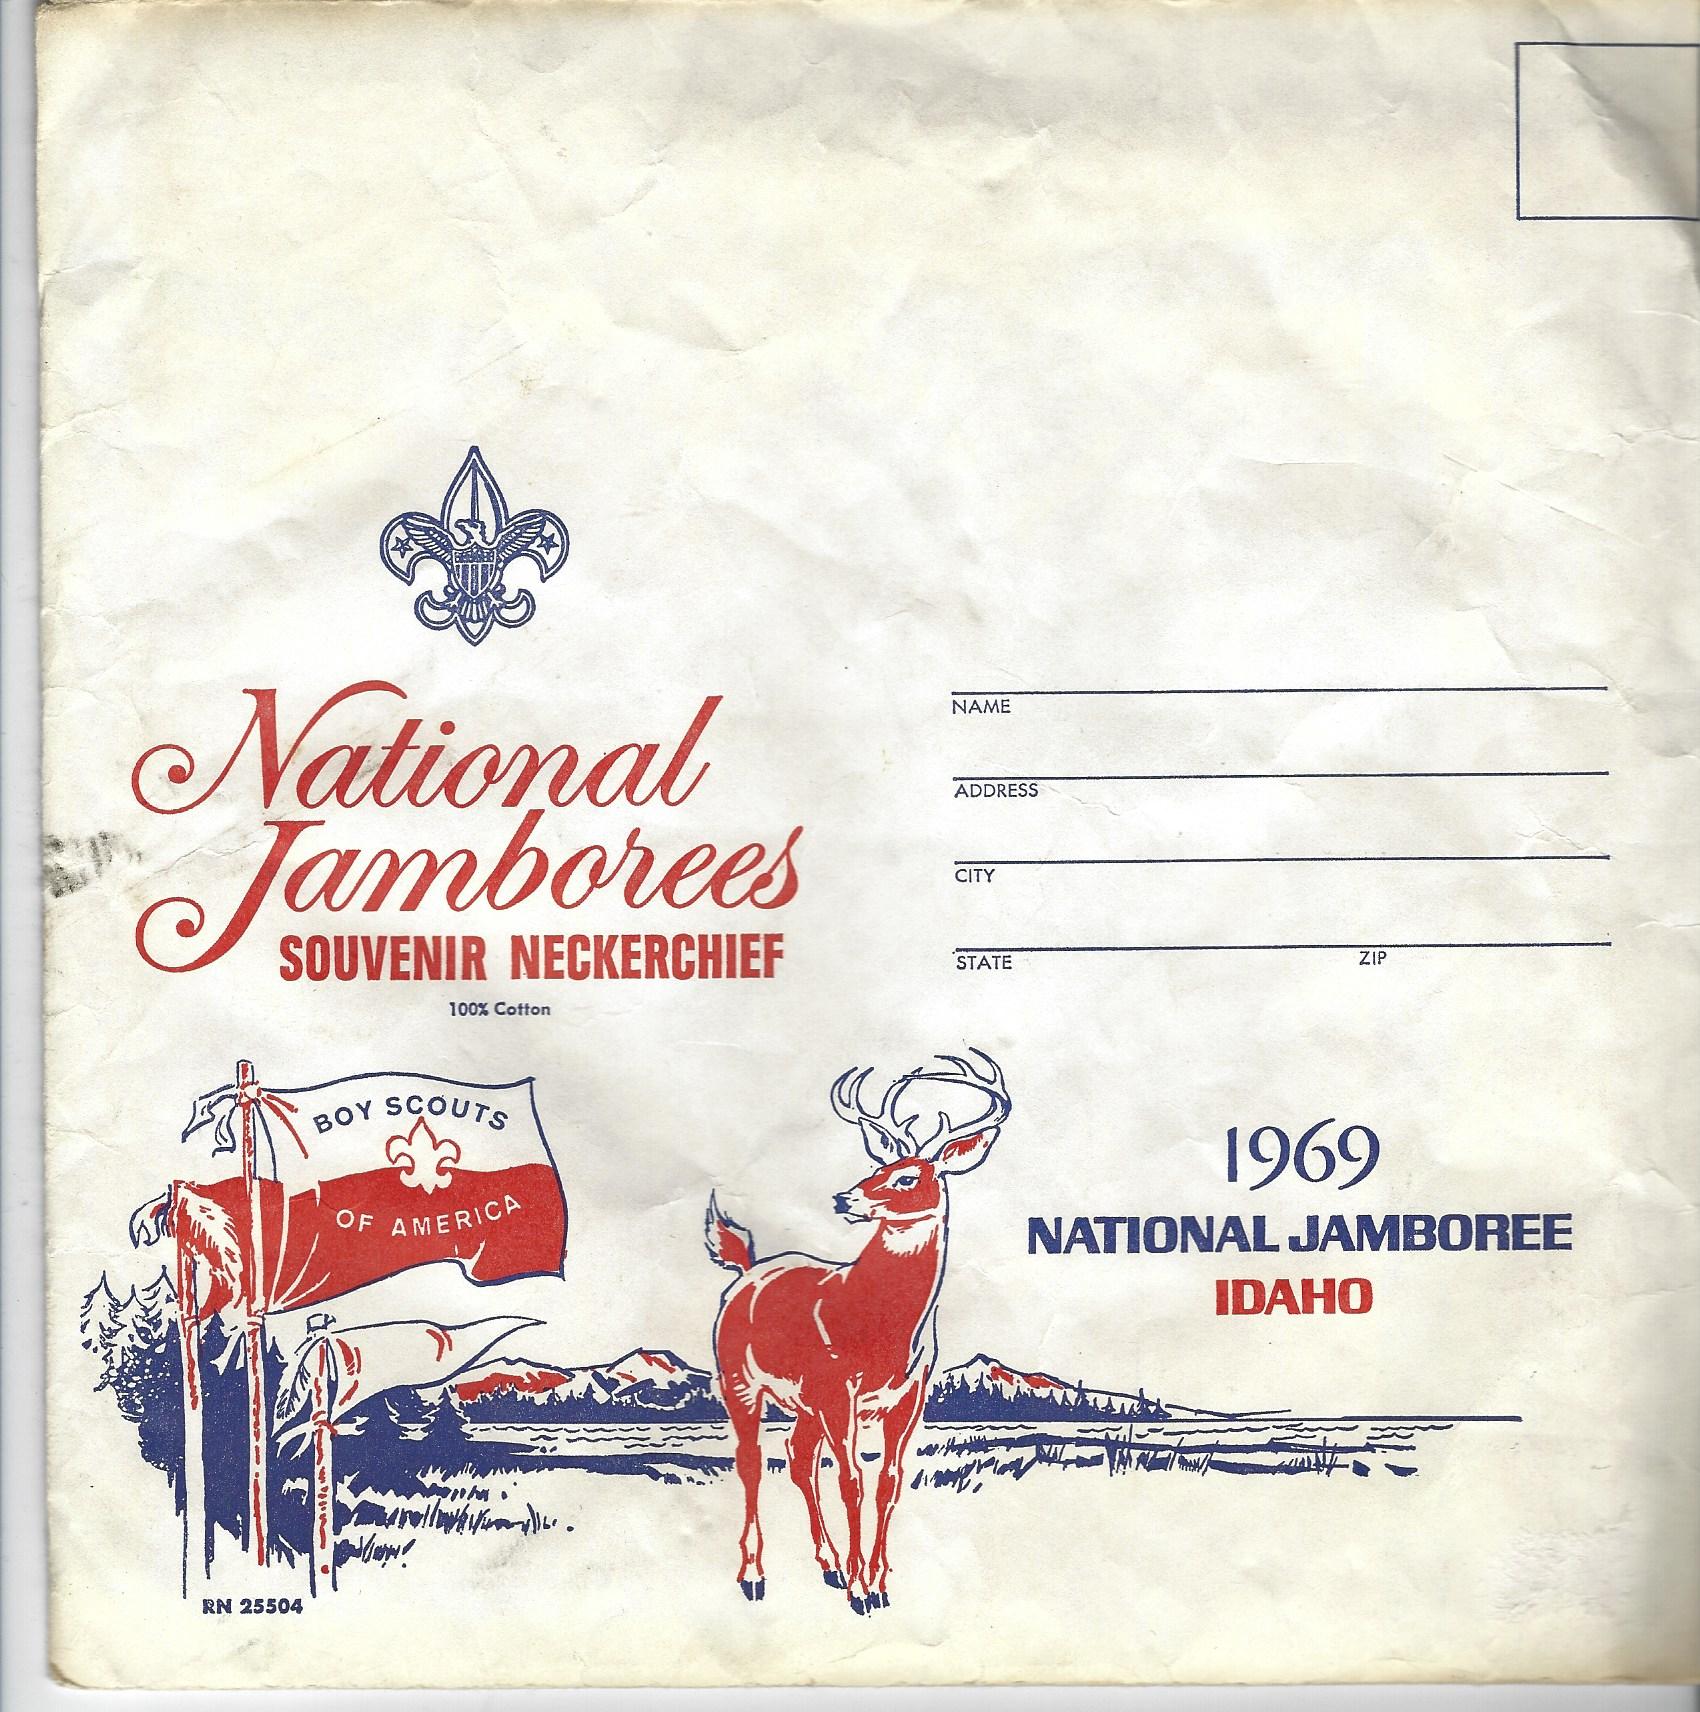 National
Jamborees
SOUVENIR NECKERCHIEF
100% Cotton
NAME
ADDRESS
CITY
STATE ZIP
BOY SCOUTS
OF AMERICA
1969
NATIONAL JAMBOREE
IDAHO
RN 25504